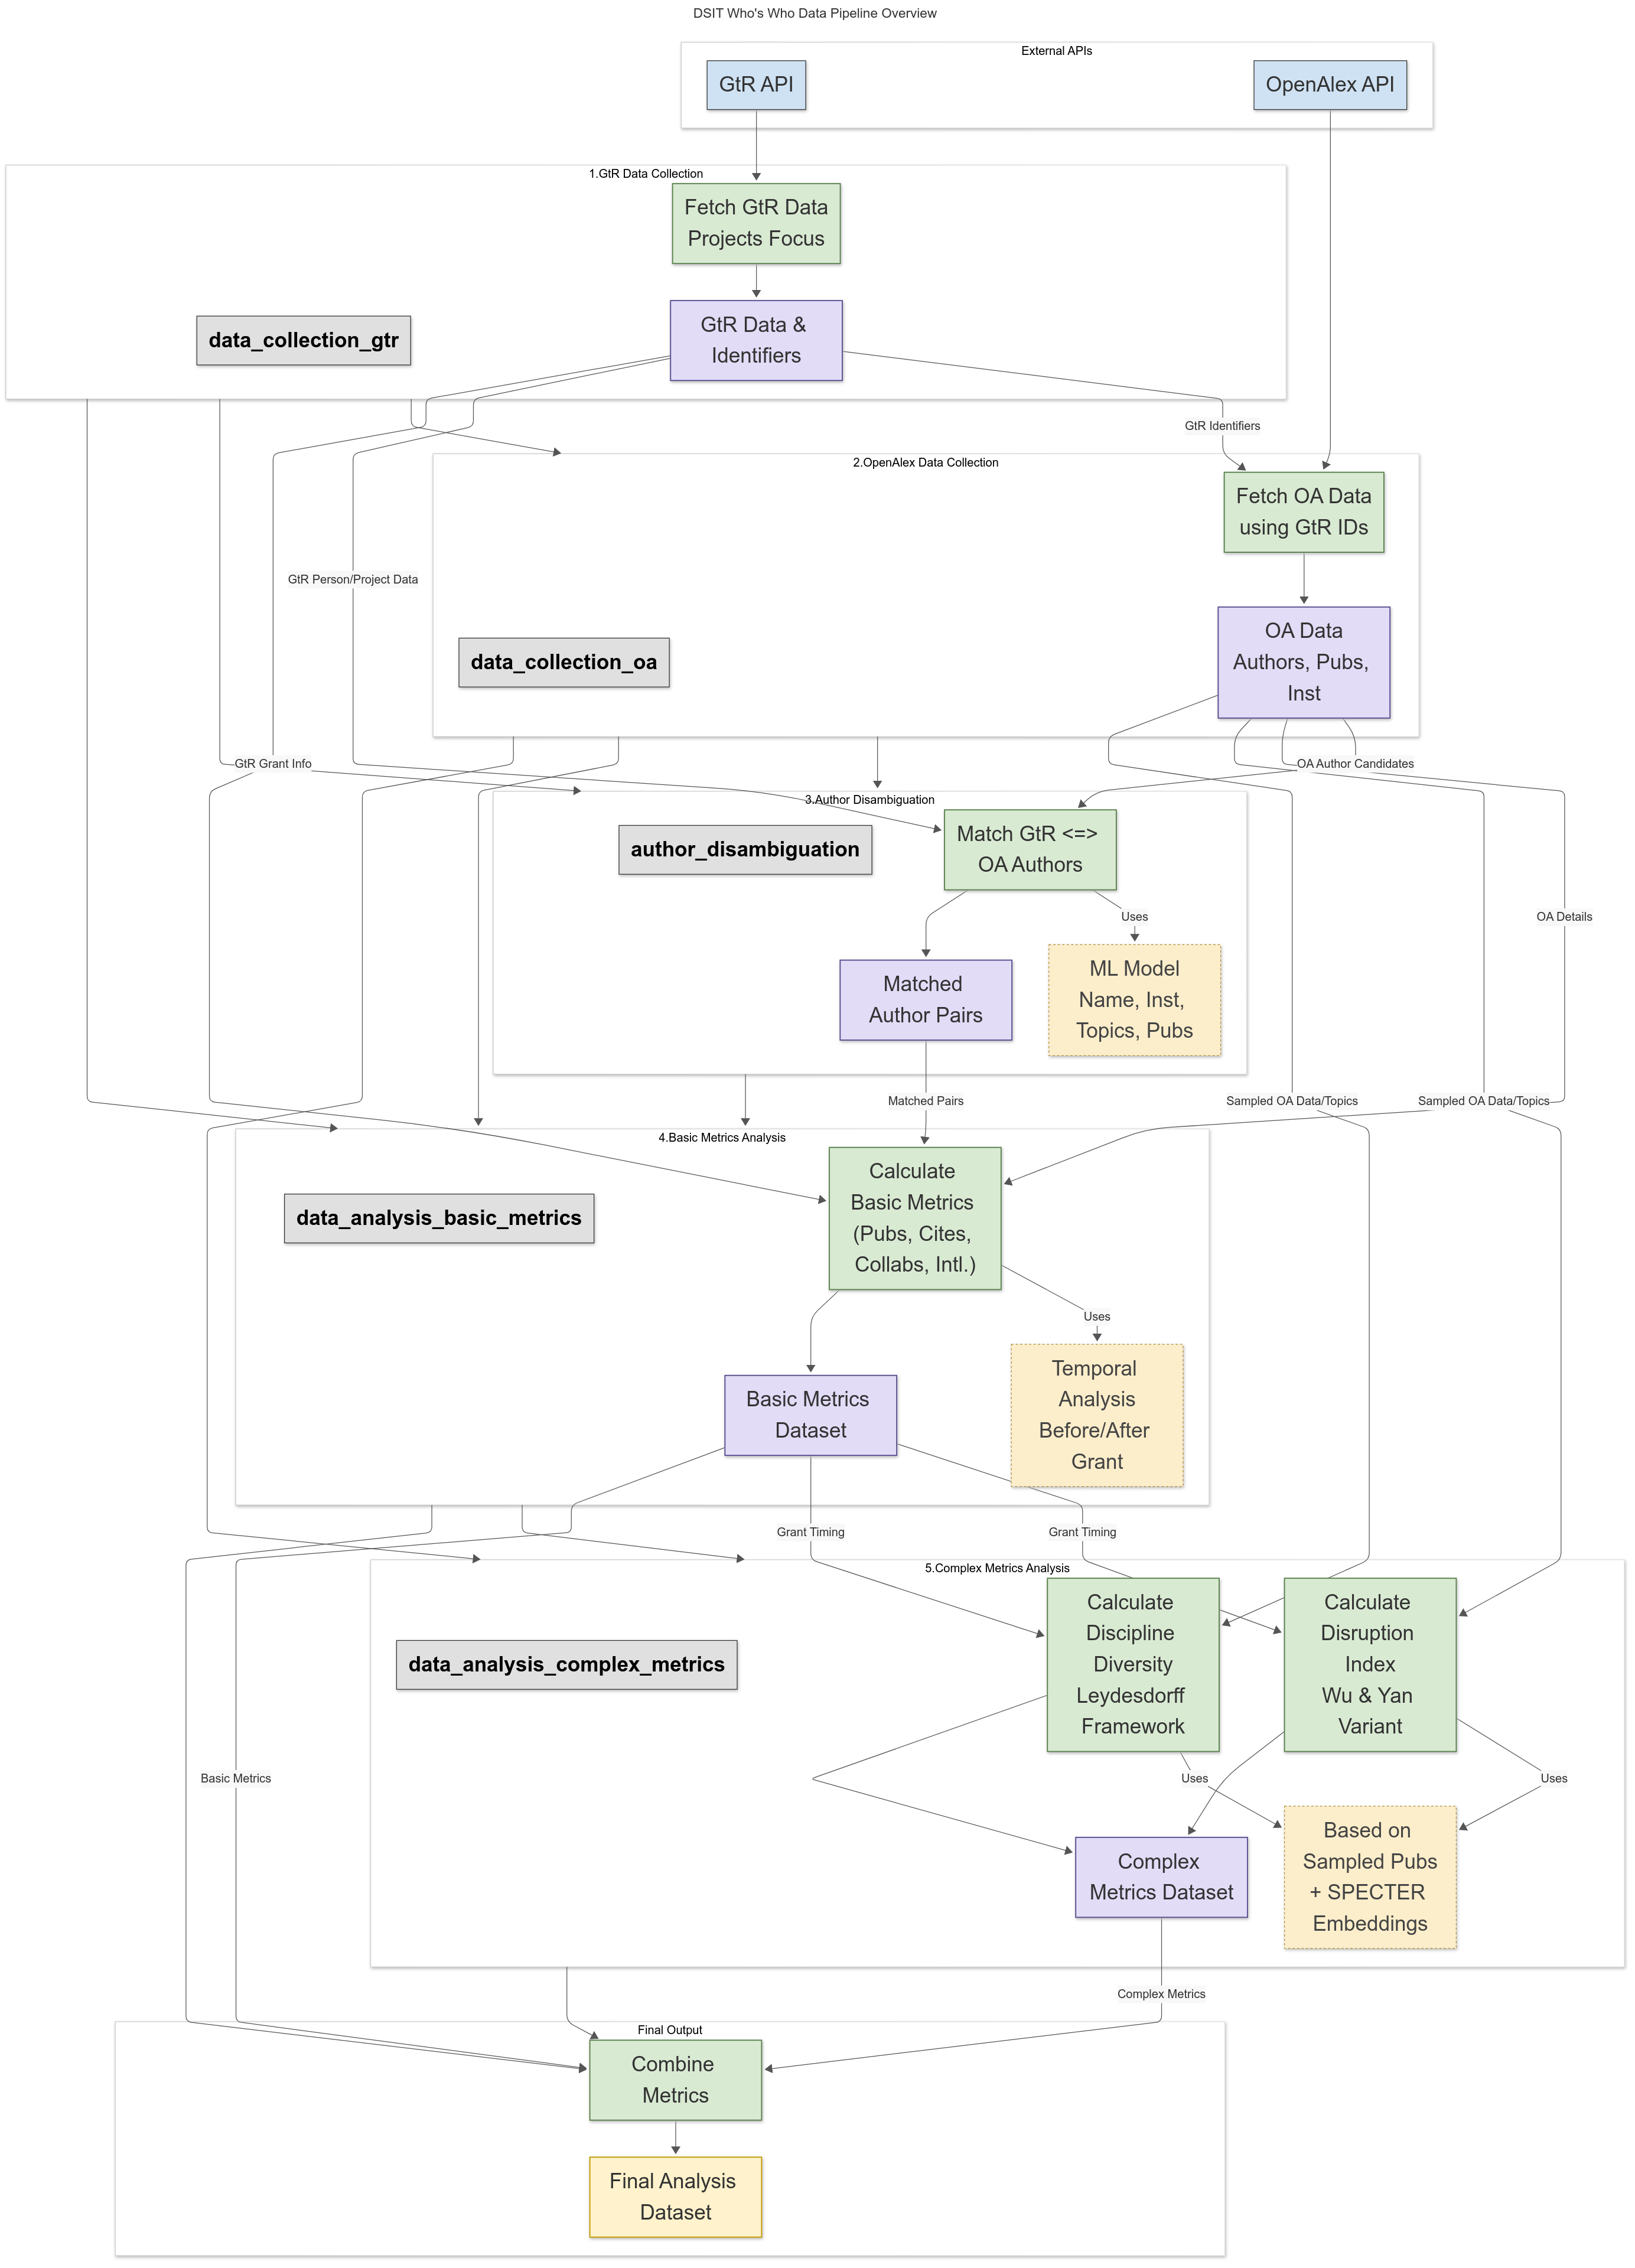 DSIT Who's Who Data Pipeline Overview
External APIs
GtR API
OpenAlex API
1.GtR Data Collection
Fetch GtR Data
Projects Focus
data_collection_gtr
GtR Data &
Identifiers
GtR Identifiers
2.OpenAlex Data Collection
Fetch OA Data
using GtR IDs
GtR Person/Project Data
data_collection_oa
OA Data
Authors, Pubs,
Inst
GtR Grant Info
OA Author Candidates
3.Author Disambiguation
author_disambiguation
Match GtR <=>
OA Authors
Uses
OA Details
Matched
Author Pairs
ML Model
Name, Inst,
Topics, Pubs
Matched Pairs
Sampled OA Data/Topics
Sampled OA Data/Topics
4.Basic Metrics Analysis
data_analysis_basic_metrics
Calculate
Basic Metrics
(Pubs, Cites,
Collabs, Intl.)
Uses
Basic Metrics
Dataset
Temporal
Analysis
Before/After
Grant
Grant Timing
Grant Timing
5.Complex Metrics Analysis
data_analysis_complex_metrics
Calculate
Discipline
Diversity
Leydesdorff
Framework
Calculate
Disruption
Index
Wu & Yan
Variant
Basic Metrics
Uses
Uses
Complex
Metrics Dataset
Based on
Sampled Pubs
+ SPECTER
Embeddings
Complex Metrics
Final Output
Combine
Metrics
Final Analysis
Dataset